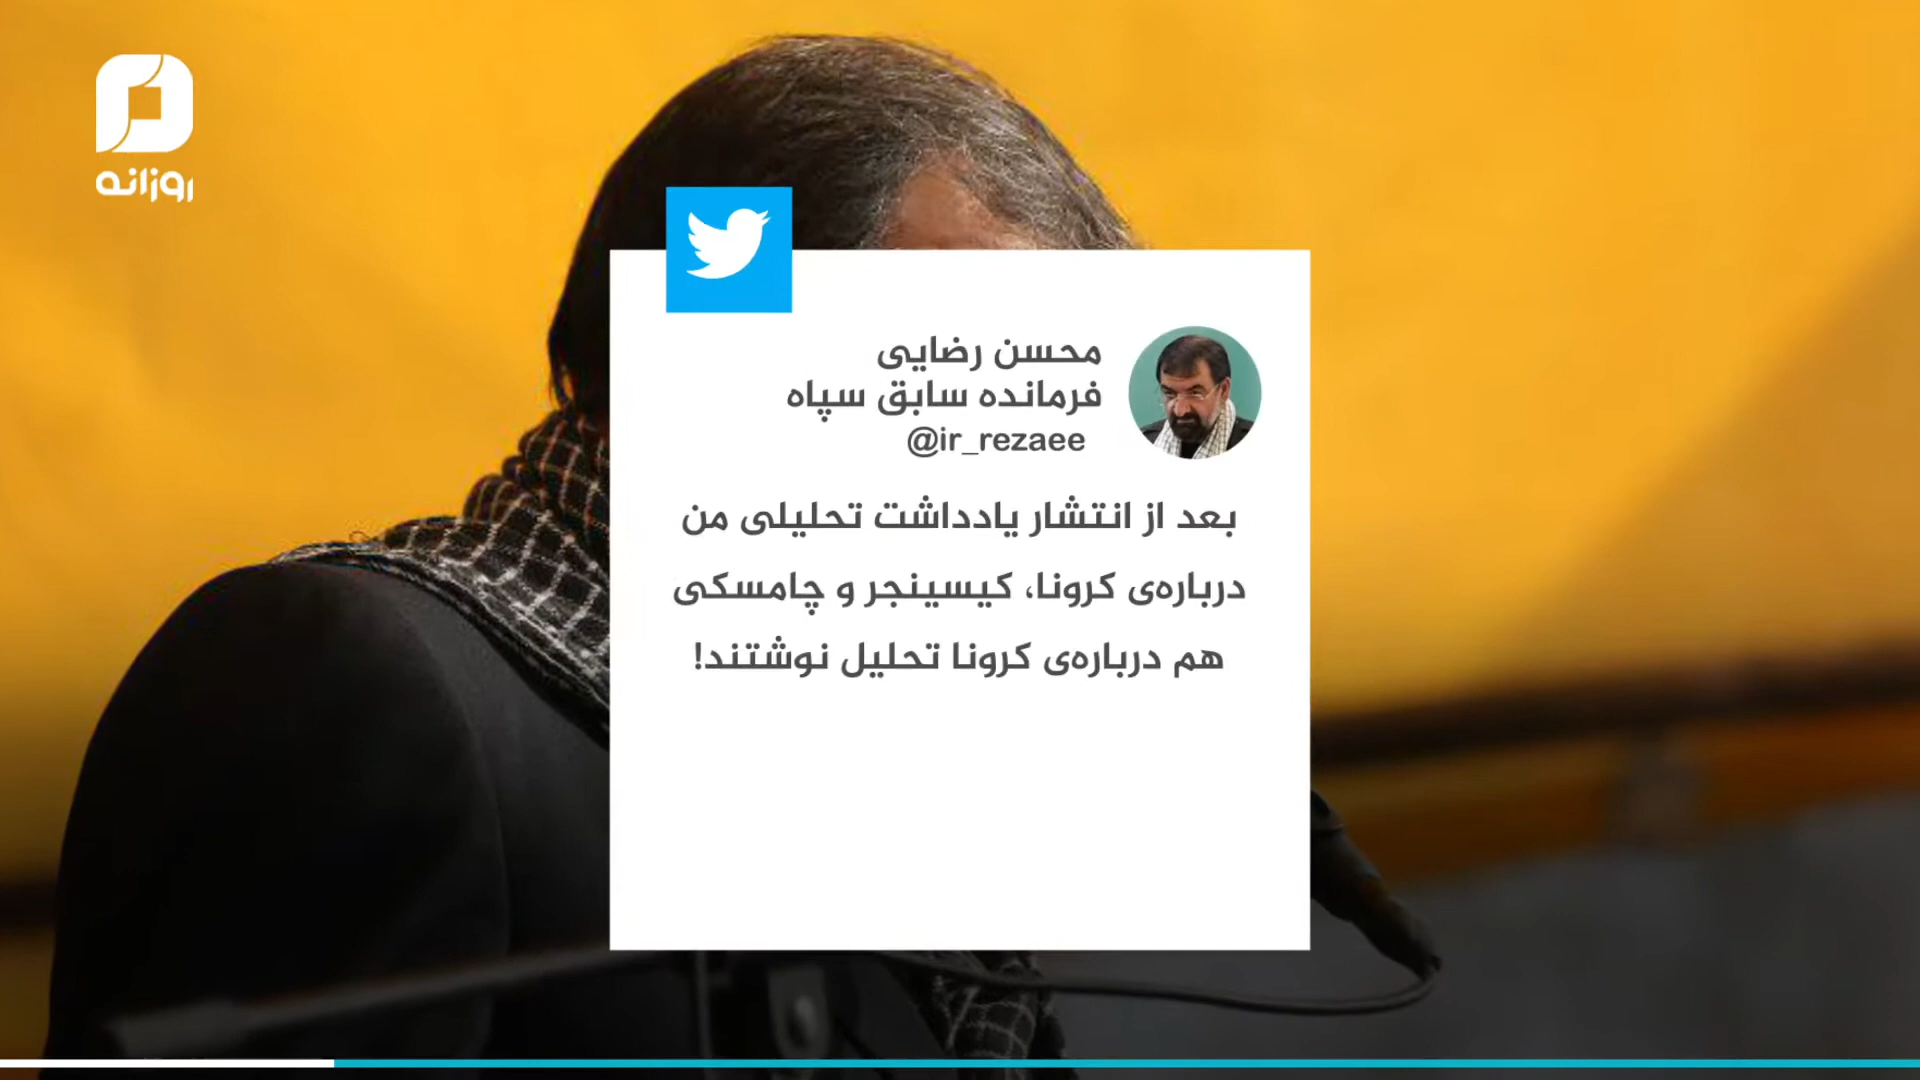 روزانه
محسن رضایی
فرمانده سابق سپاه
@ir_rezaee
بعد از انتشار یادداشت تحلیلی من
درباره‌ی کرونا، کیسینجر و چامسکی
هم درباره‌ی کرونا تحلیل نوشتند!